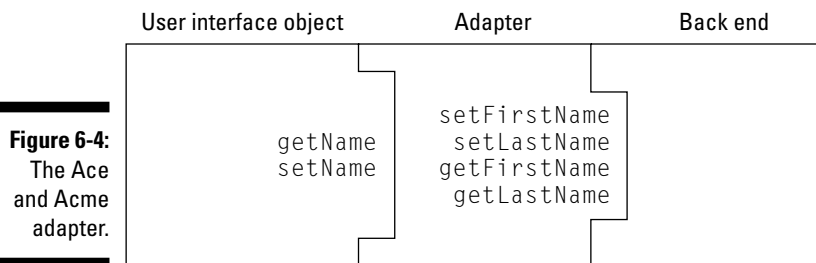 User interface object
Adapter
Back end
Figure 6-4:
The Ace
and Acme
adapter.
getName
setName
setFirstName
setLastName
getFirstName
getLastName